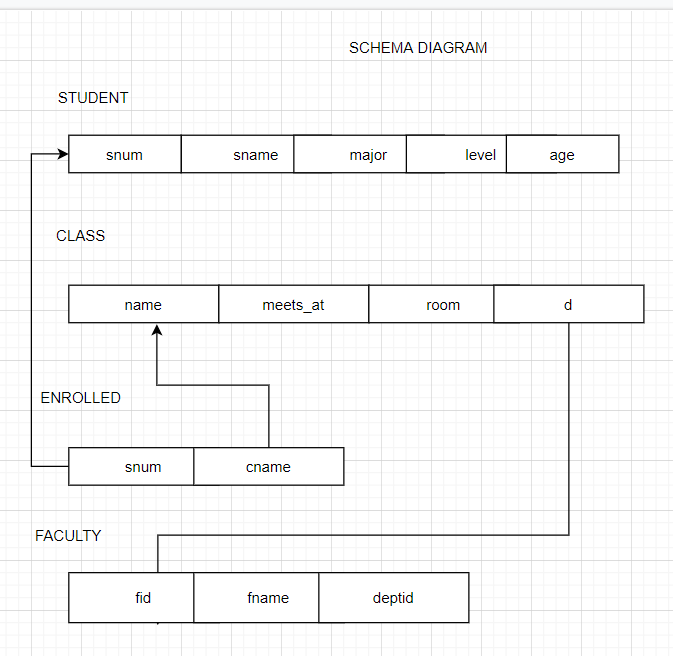 SCHEMA DIAGRAM
STUDENT
snum sname major level age
CLASS
name meets_at room d
ENROLLED
snum cname
FACULTY
fid fname deptid